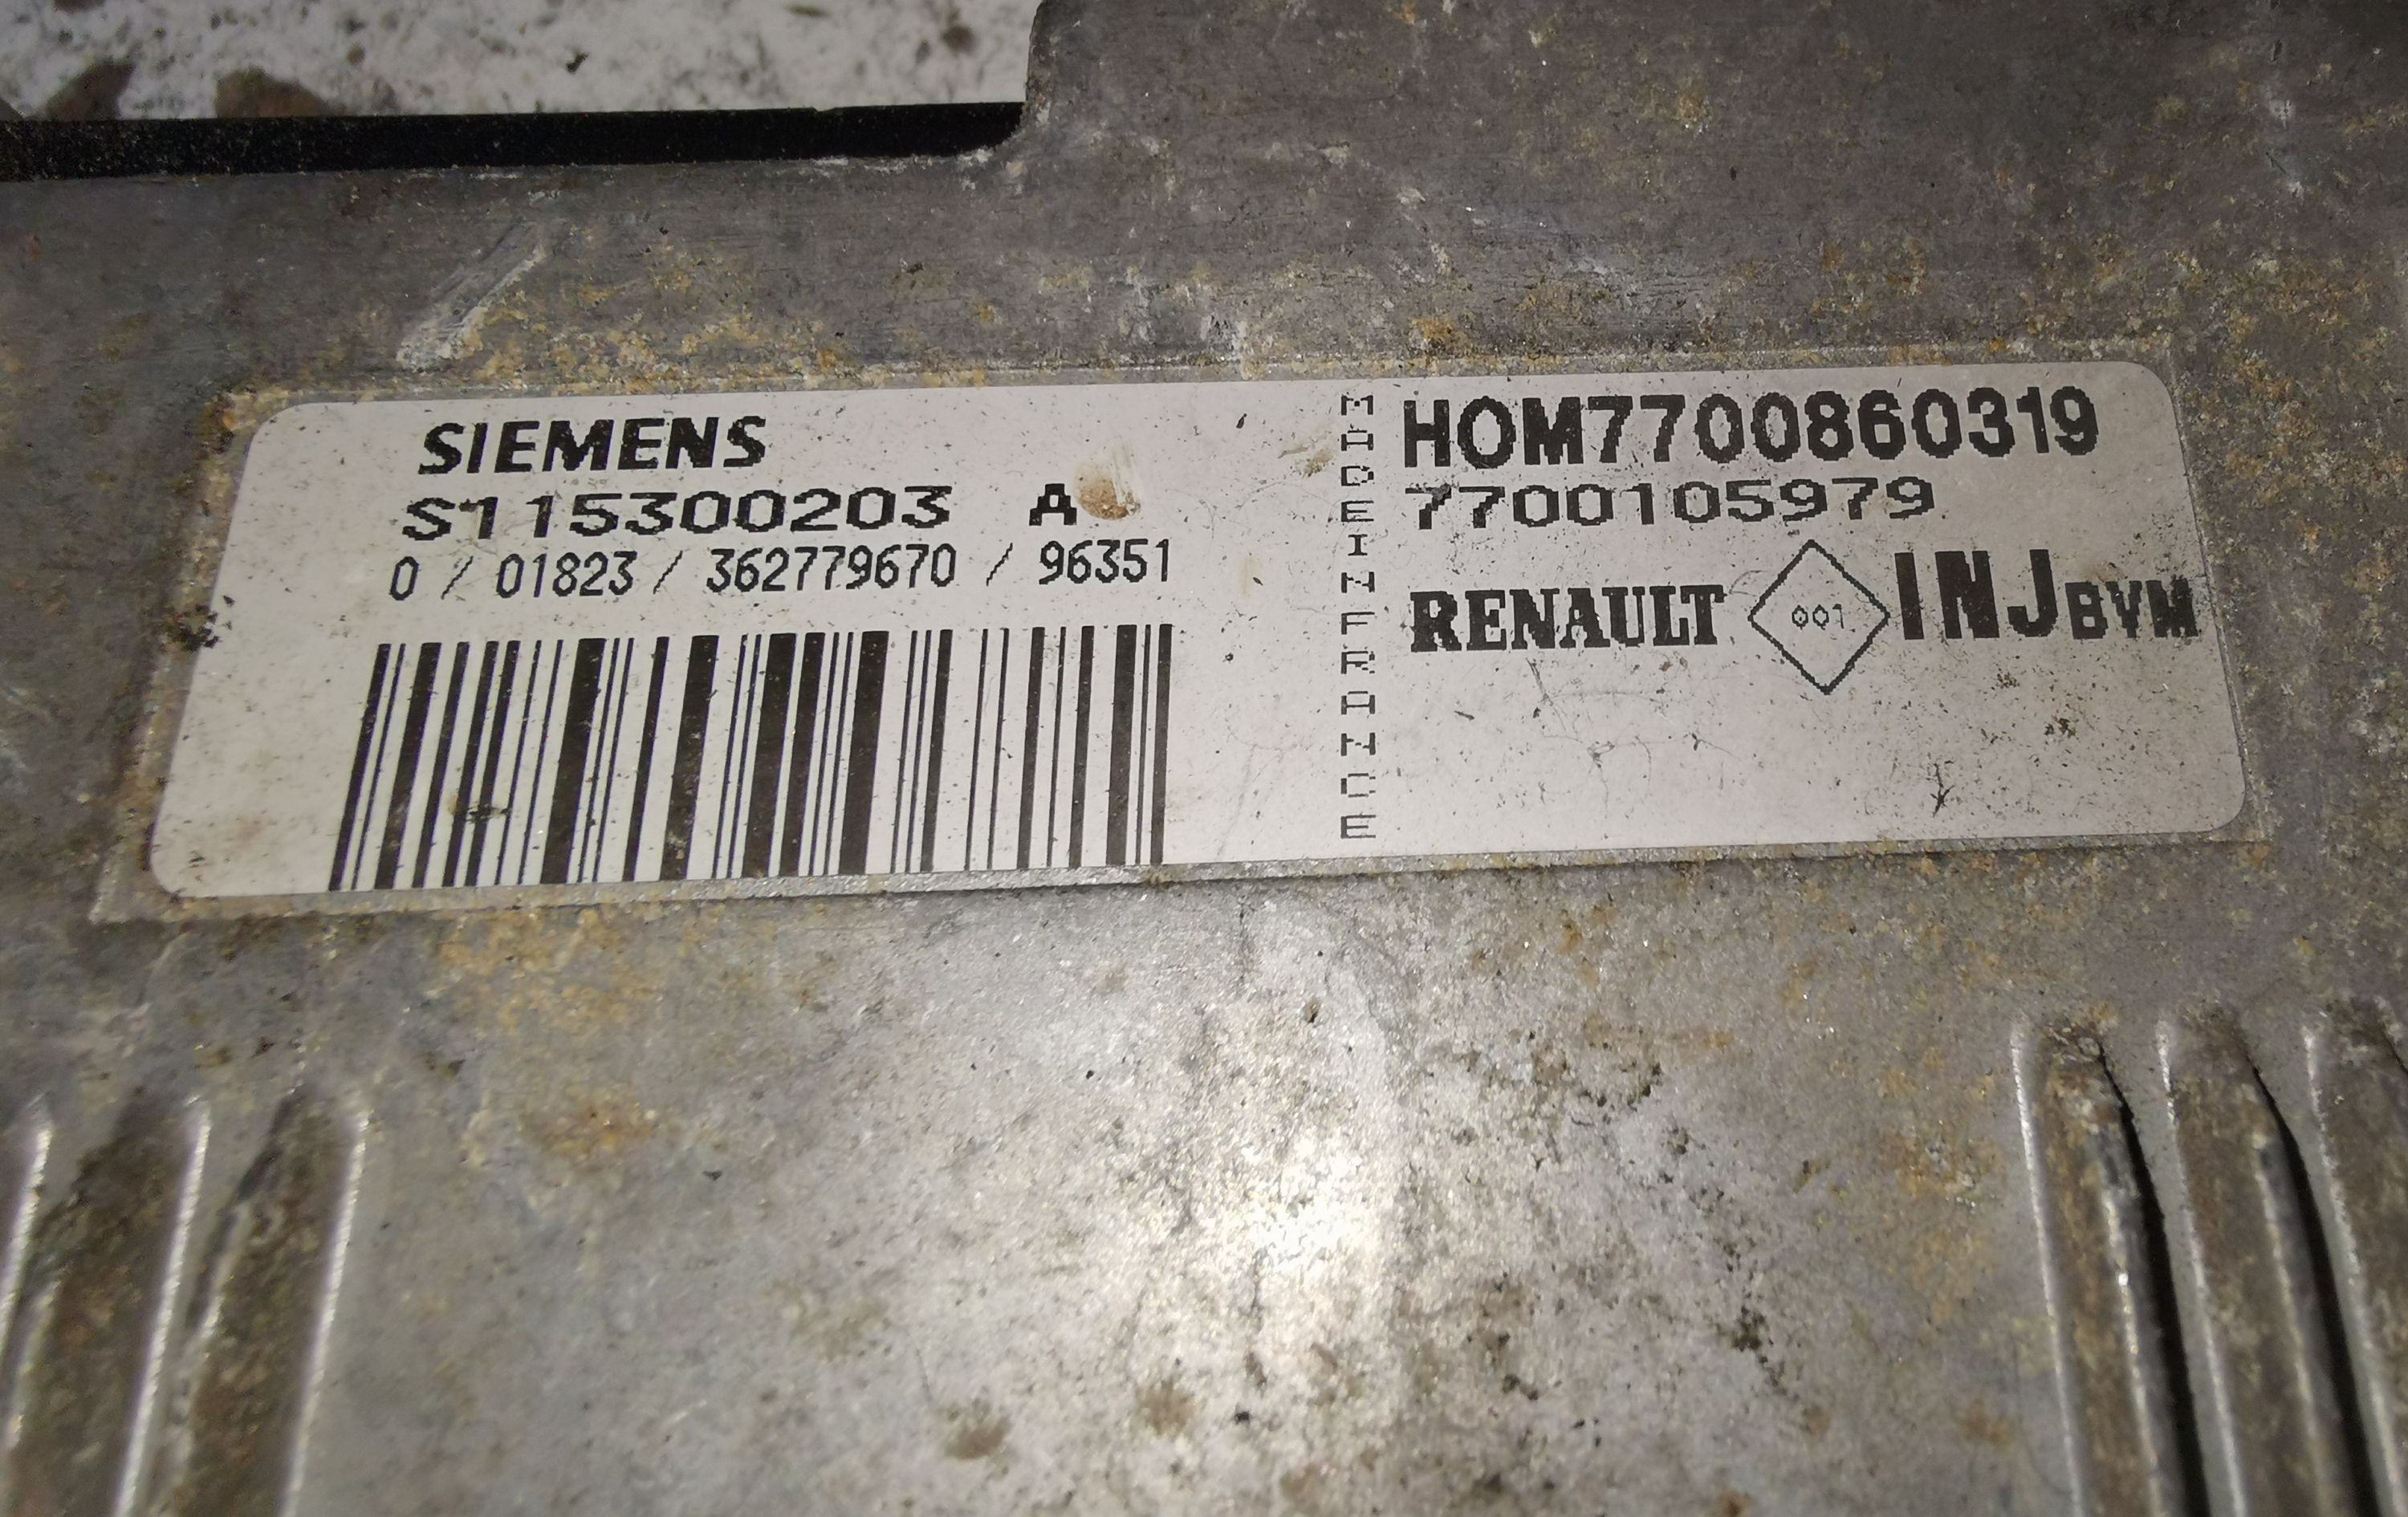 SIEMENS
S115300203 A
0 / 01823 / 362779670 / 96351
MADE IN FRANCE
HOM7700860319
7700105979
RENAULT 001 INJ BVM